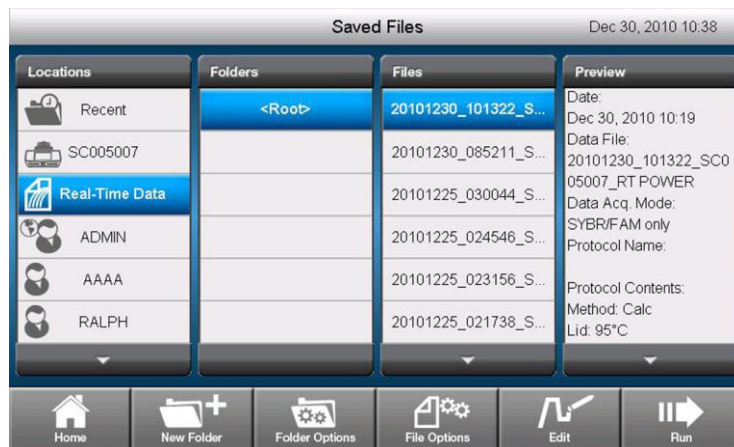 Saved Files
Dec 30, 2010 10:38
Locations
Recent
SC005007
Real-Time Data
ADMIN
AAAA
RALPH
Folders
<Root>
Files
20101230_101322_S...
20101230_085211_S...
20101225_030044_S...
20101225_024546_S...
20101225_023156_S...
20101225_021738_S...
Preview
Date:
Dec 30, 2010 10:19
Data File:
20101230_101322_SC0
05007_RT POWER
Data Acq. Mode:
SYBR/FAM only
Protocol Name:
Protocol Contents:
Method: Calc
Lid: 95°C
Home
New Folder
Folder Options
File Options
Edit
Run